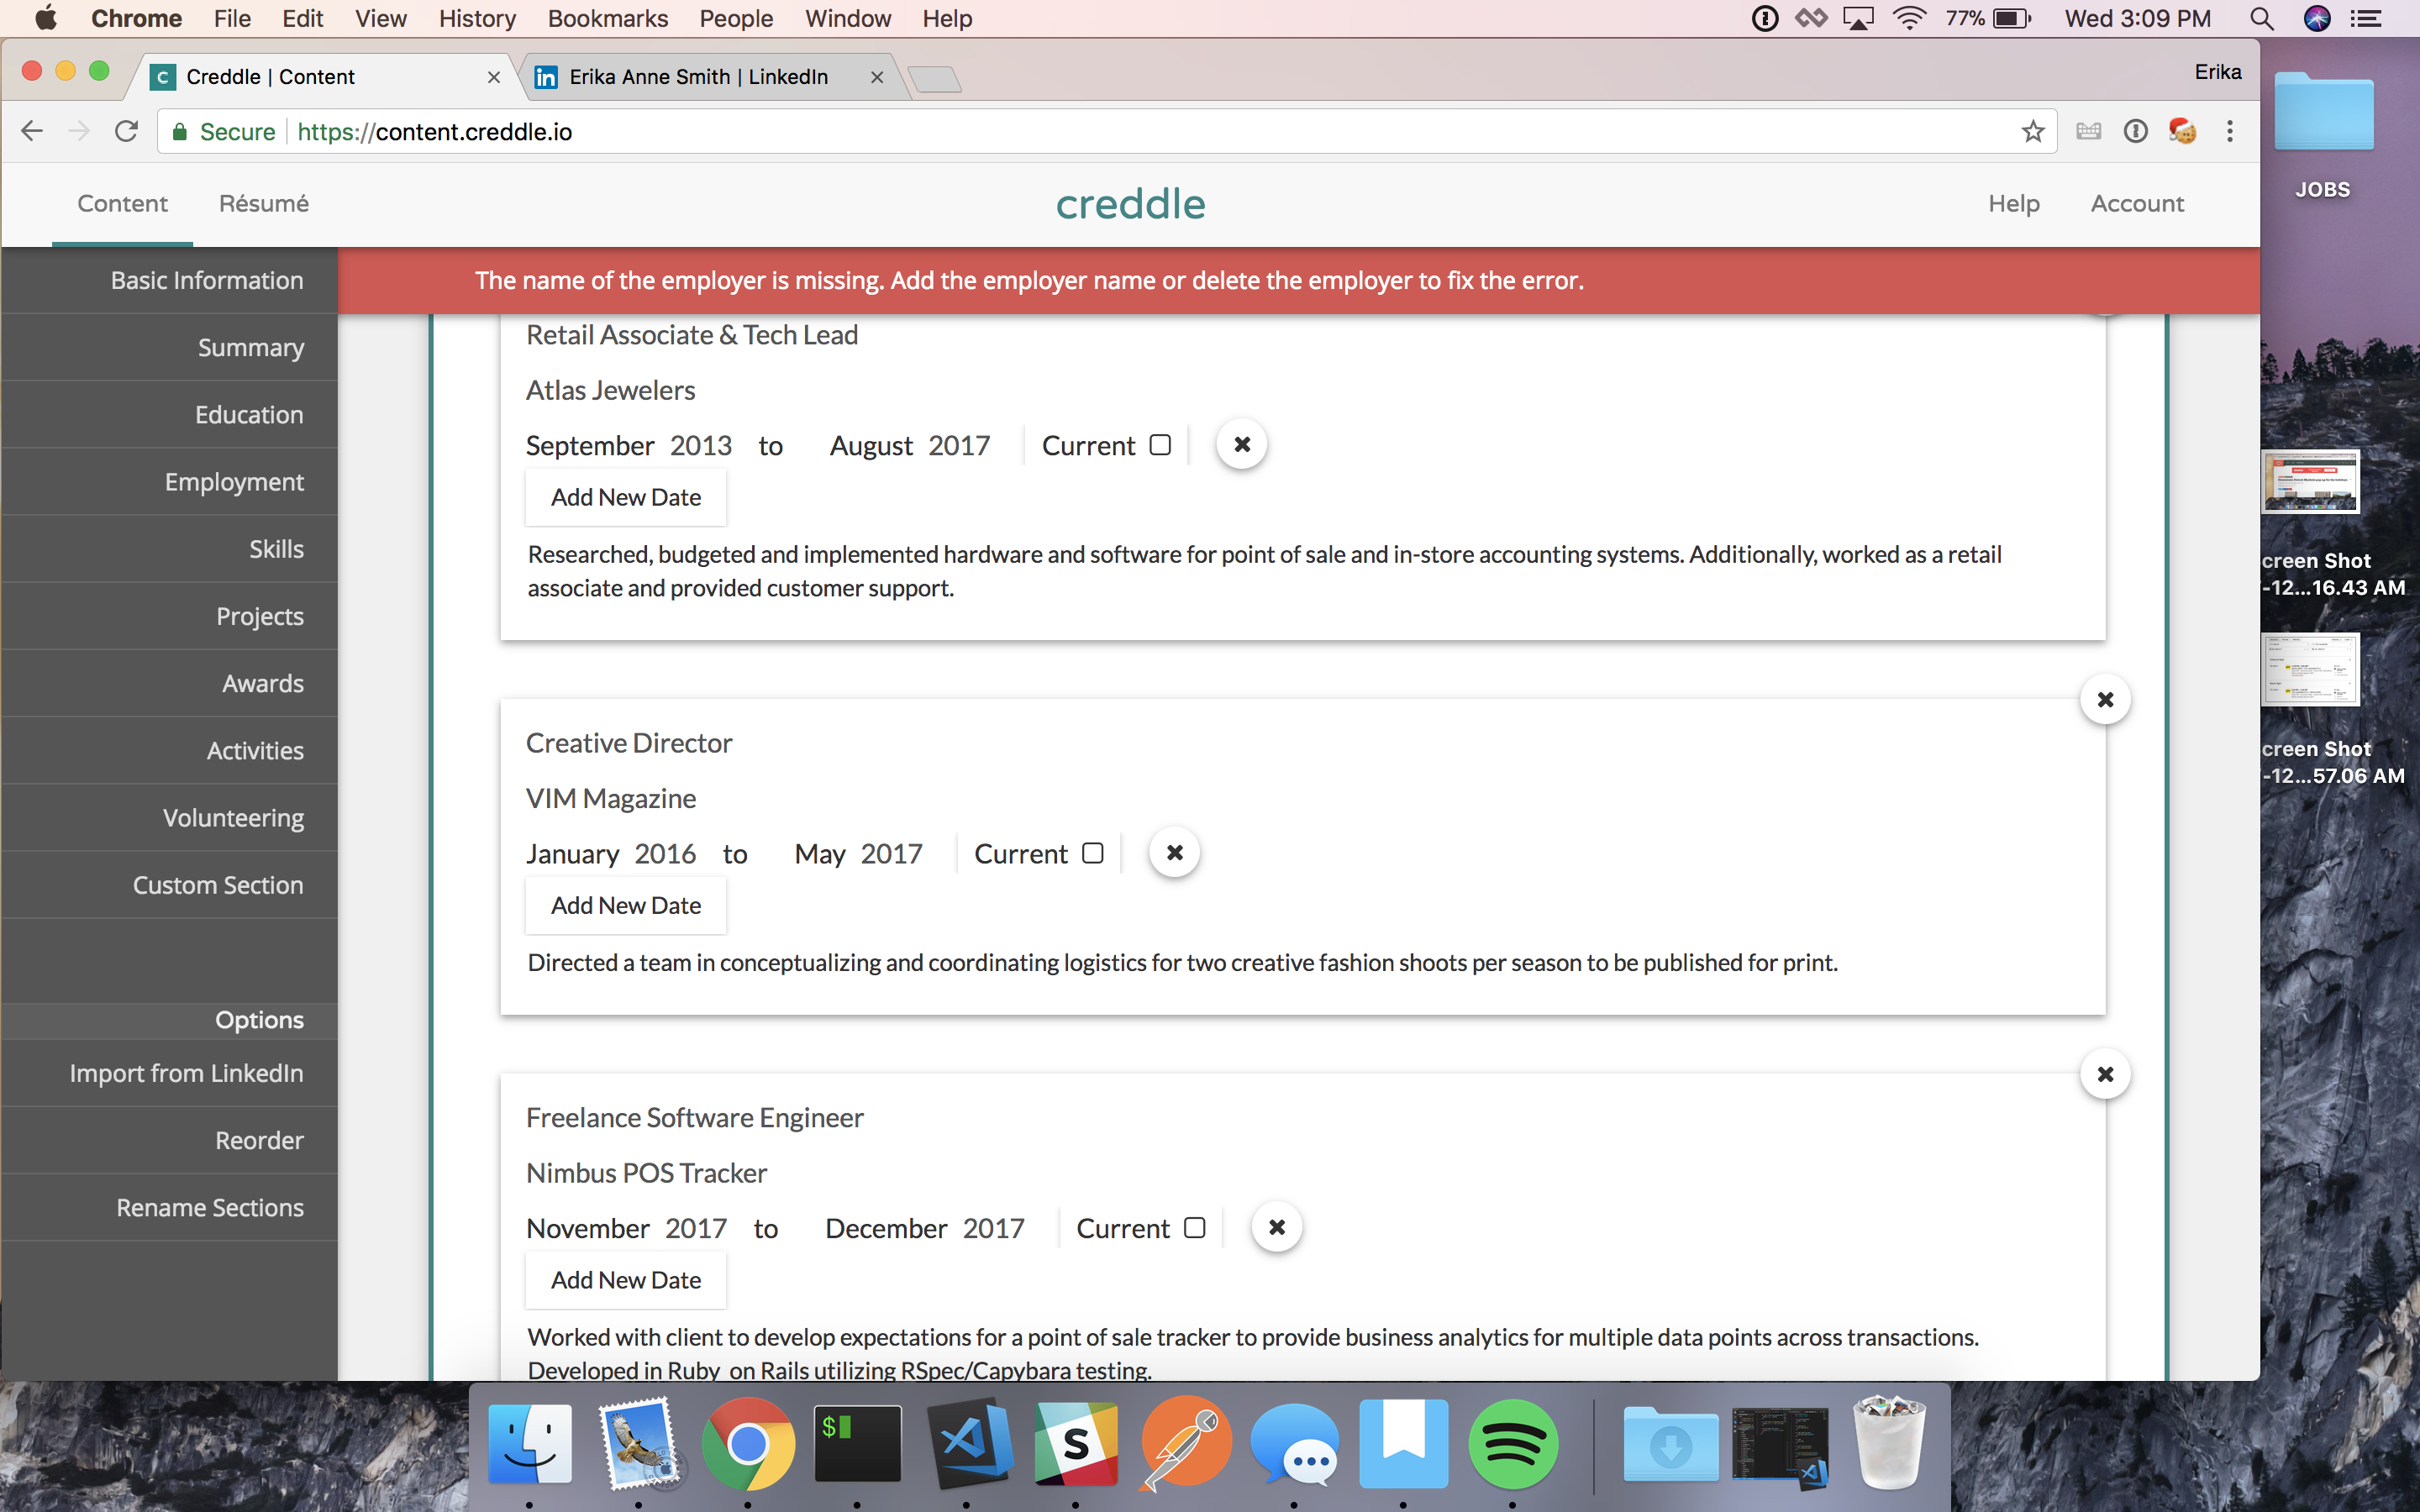 Chrome File Edit View History Bookmarks People Window Help 77% Wed 3:09 PM
Creddle | Content
Erika Anne Smith | LinkedIn
Erika
Secure https://content.creddle.io
JOBS
Content Résumé creddle Help Account
The name of the employer is missing. Add the employer name or delete the employer to fix the error.
Basic Information
Summary
Education
Employment
Skills
Projects
Awards
Activities
Volunteering
Custom Section
Options
Import from LinkedIn
Reorder
Rename Sections
Retail Associate & Tech Lead
Atlas Jewelers
September 2013 to August 2017 Current
Add New Date
Researched, budgeted and implemented hardware and software for point of sale and in-store accounting systems. Additionally, worked as a retail
associate and provided customer support.
Creative Director
VIM Magazine
January 2016 to May 2017 Current
Add New Date
Directed a team in conceptualizing and coordinating logistics for two creative fashion shoots per season to be published for print.
Freelance Software Engineer
Nimbus POS Tracker
November 2017 to December 2017 Current
Add New Date
Worked with client to develop expectations for a point of sale tracker to provide business analytics for multiple data points across transactions.
Developed in Ruby on Rails utilizing RSpec/Capybara testing.
creen Shot
-12...16.43 AM
creen Shot
-12...57.06 AM